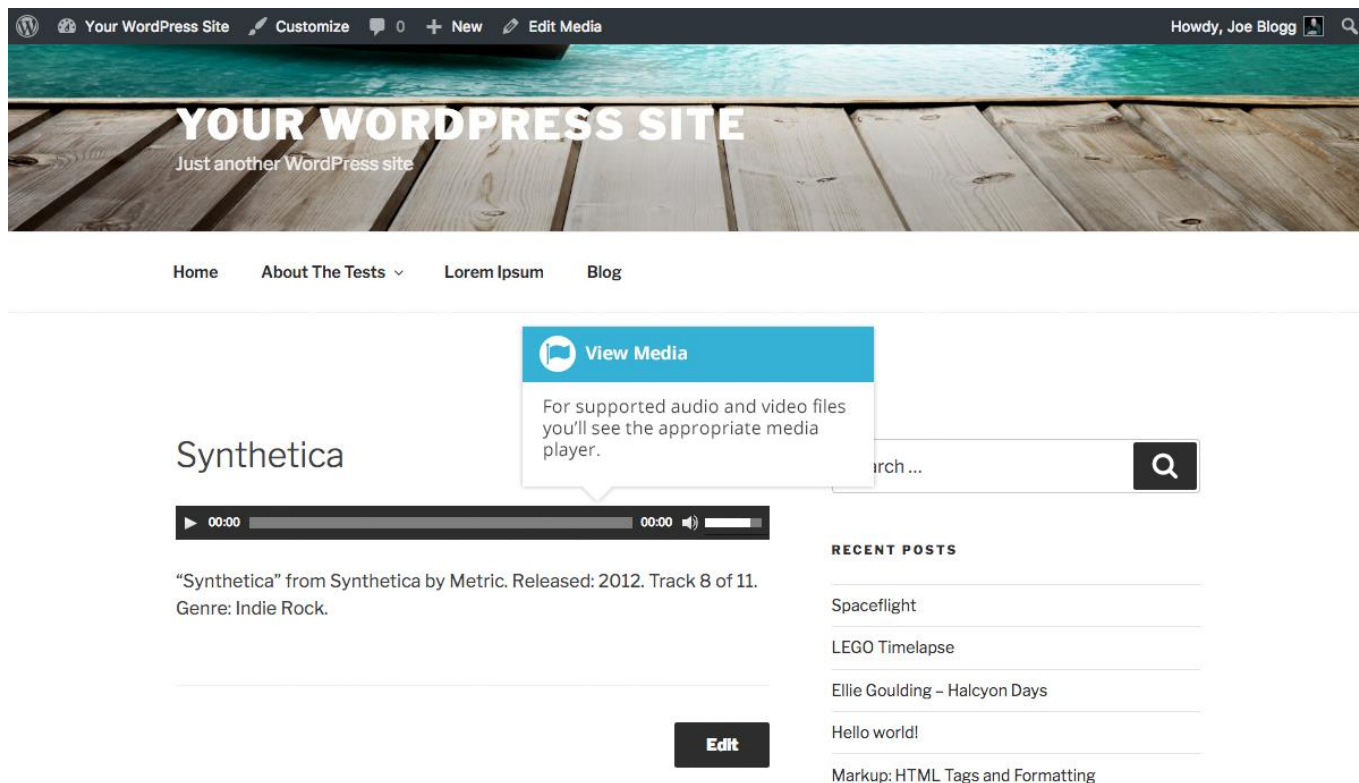 Your WordPress Site Customize 0 New Edit Media Howdy, Joe Blogg
YOUR WORDPRESS SITE
Just another WordPress site
Home About The Tests Lorem Ipsum Blog
View Media
For supported audio and video files
you'll see the appropriate media
player.
Synthetica
00:00 00:00
“Synthetica” from Synthetica by Metric. Released: 2012. Track 8 of 11.
Genre: Indie Rock.
Edit
arch ...
RECENT POSTS
Spaceflight
LEGO Timelapse
Ellie Goulding – Halcyon Days
Hello world!
Markup: HTML Tags and Formatting